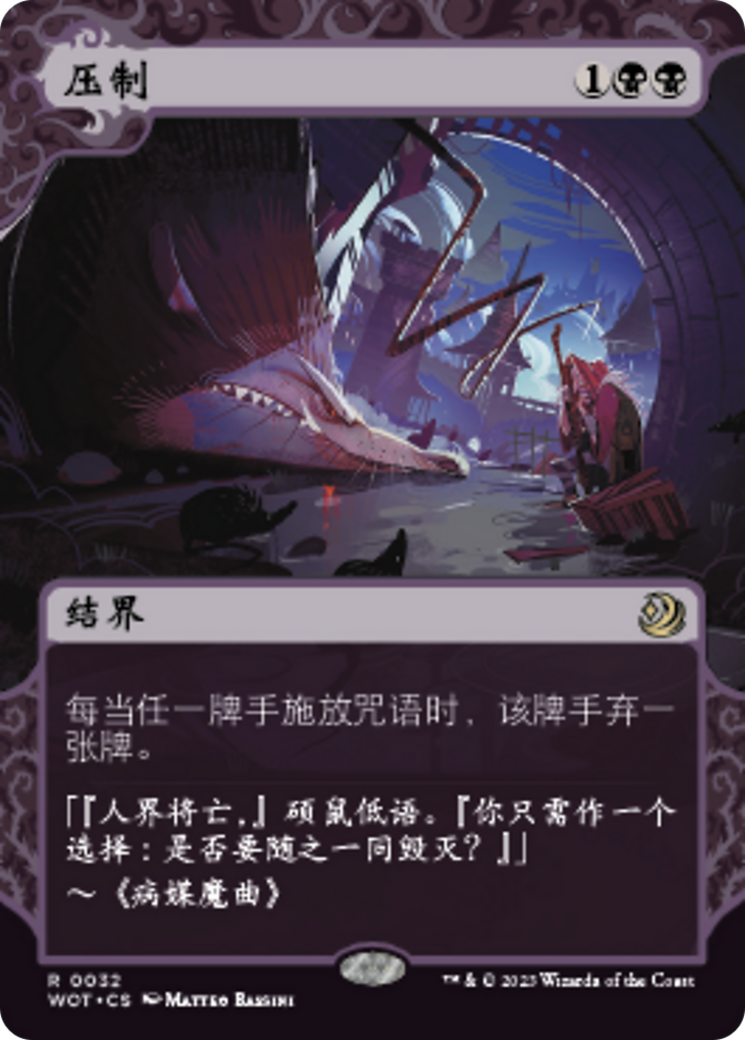 压制
1
结界
每当任一牌手施放咒语时，该牌手弃一
张牌。
「『人界将亡，』硕鼠低语。『你只需作一个
选择：是否要随之一同毁灭？』」
～《病媒魔曲》
R 0032
WOT • CS Matteo Bassini
™ & © 2023 Wizards of the Coast